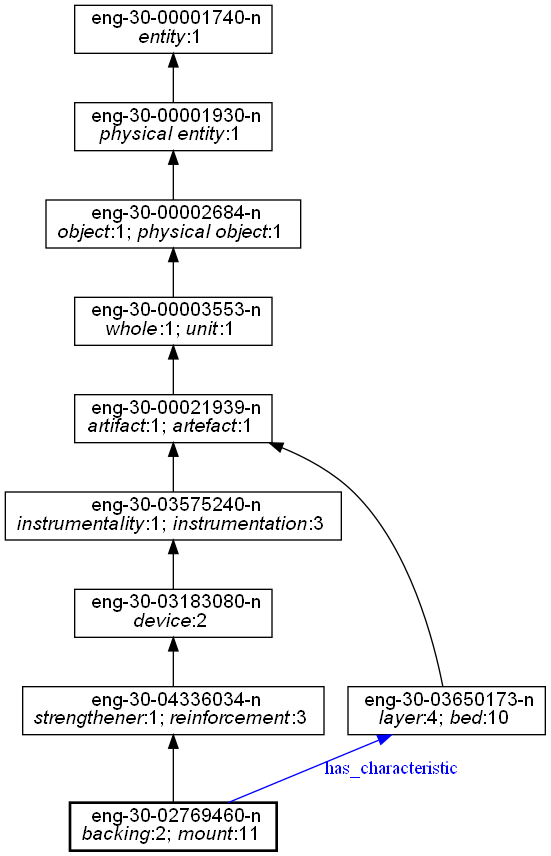 eng-30-00001740-n
entity:1
eng-30-00001930-n
physical entity:1
eng-30-00002684-n
object:1; physical object:1
eng-30-00003553-n
whole:1; unit:1
eng-30-00021939-n
artifact:1; artefact:1
eng-30-03575240-n
instrumentality:1; instrumentation:3
eng-30-03183080-n
device:2
eng-30-04336034-n
strengthener:1; reinforcement:3
eng-30-03650173-n
layer:4; bed:10
has_characteristic
eng-30-02769460-n
backing:2; mount:11